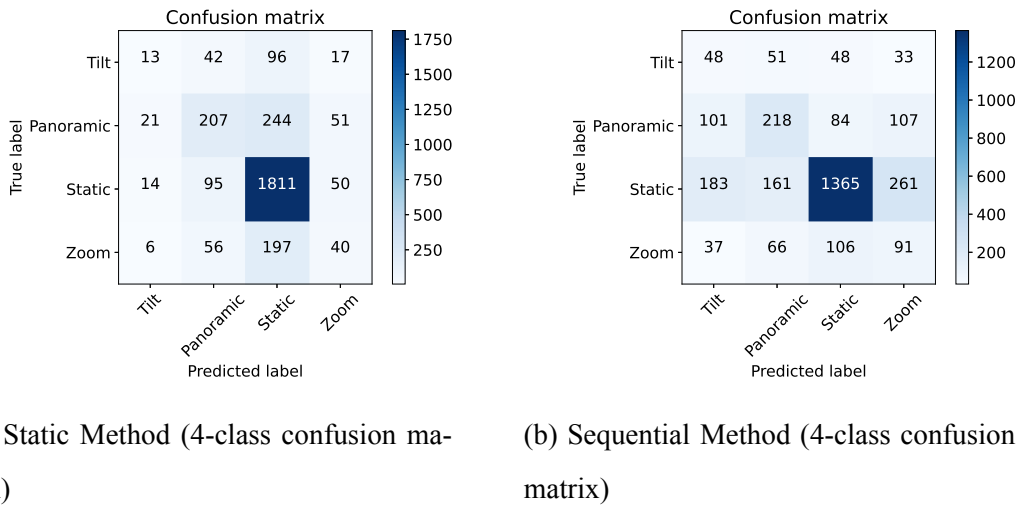 Confusion matrix
True label
Tilt 13 42 96 17
Panoramic 21 207 244 51
Static 14 95 1811 50
Zoom 6 56 197 40
Tilt Panoramic Static Zoom
Predicted label
1750
1500
1250
1000
750
500
250
Confusion matrix
True label
Tilt 48 51 48 33
Panoramic 101 218 84 107
Static 183 161 1365 261
Zoom 37 66 106 91
Tilt Panoramic Static Zoom
Predicted label
1200
1000
800
600
400
200
Static Method (4-class confusion ma-
)
(b) Sequential Method (4-class confusion
matrix)